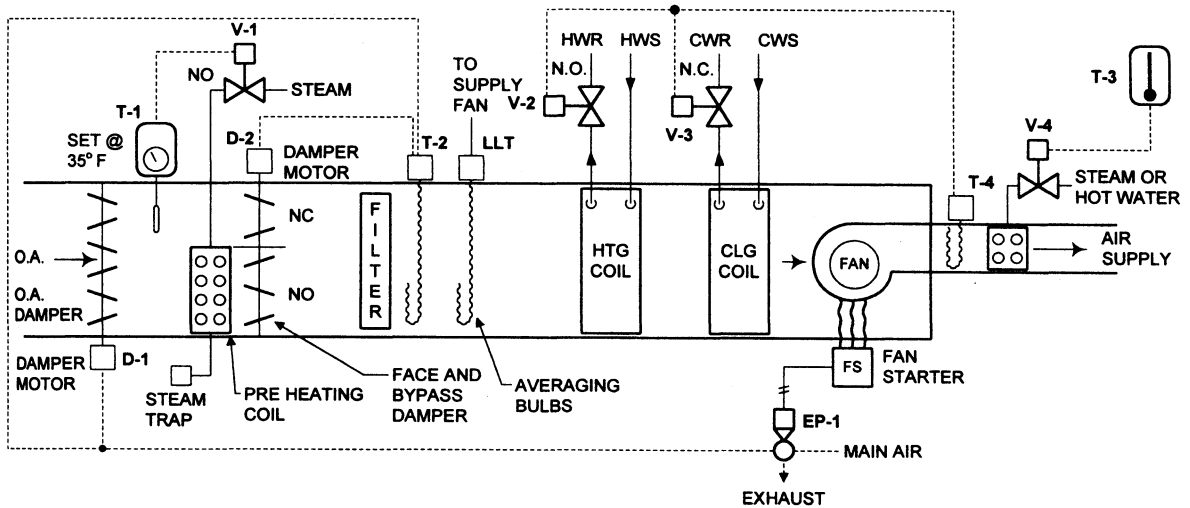 V-1
NO
STEAM
T-1
SET @
35° F
D-2
DAMPER
MOTOR
TO
SUPPLY
FAN
T-2
LLT
HWR
HWS
N.O.
V-2
CWR
CWS
N.C.
V-3
T-3
V-4
T-4
STEAM OR
HOT WATER
NC
NO
FILTER
HTG
COIL
CLG
COIL
FAN
AIR
SUPPLY
O.A.
O.A.
DAMPER
DAMPER
MOTOR
D-1
STEAM
TRAP
PRE HEATING
COIL
FACE AND
BYPASS
DAMPER
AVERAGING
BULBS
FS
FAN
STARTER
EP-1
MAIN AIR
EXHAUST